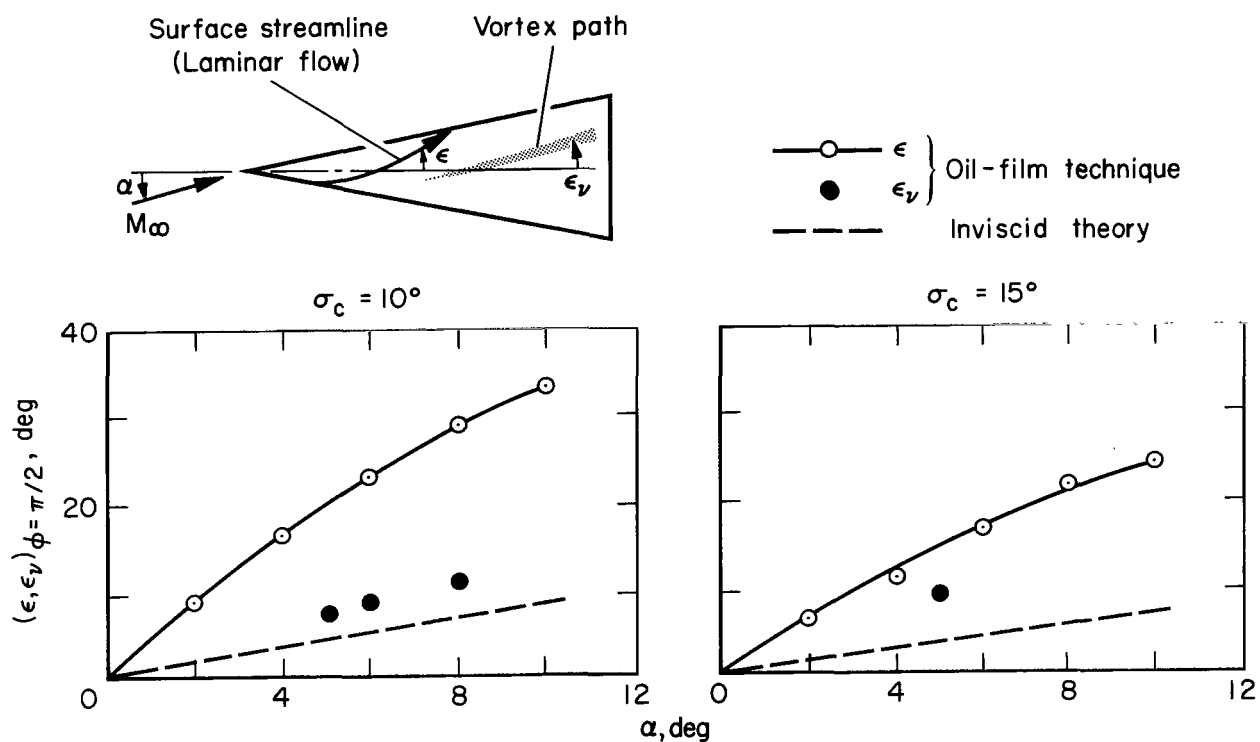 Surface streamline
(Laminar flow)
Vortex path
α
M∞
ϵ
ϵν
ϵ
ϵν
Oil-film technique
Inviscid theory
σc = 10°
σc = 15°
(ϵ, ϵν)ϕ = π/2, deg
40
20
0
4
8
12
0
4
8
12
α, deg